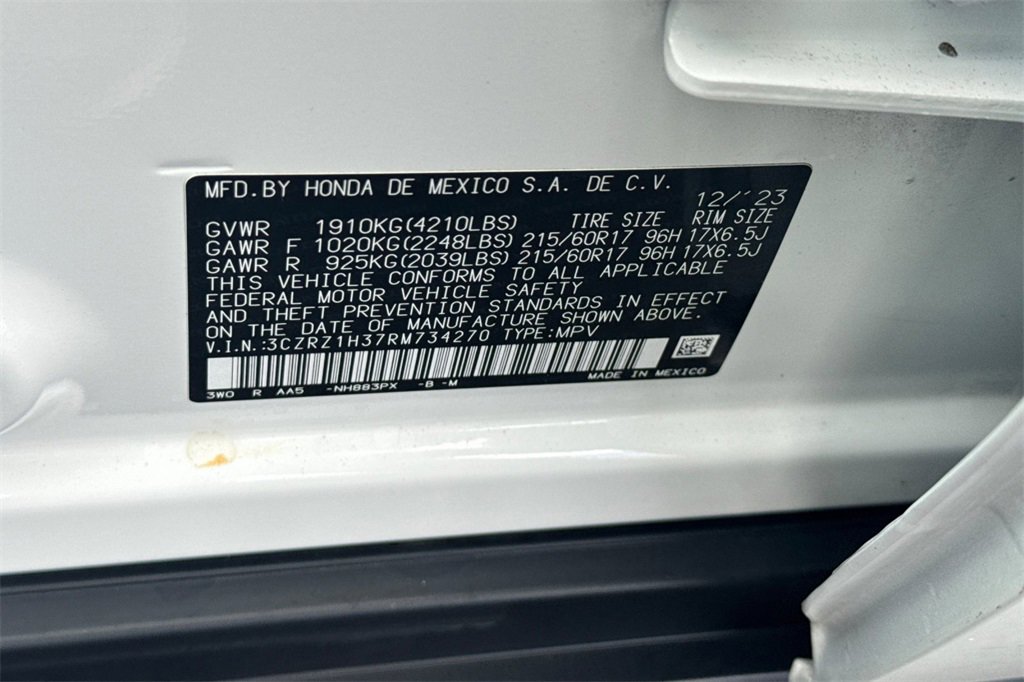 MFD.BY HONDA DE MEXICO S.A. DE C.V. 12/'23
GVWR 1910KG(4210LBS) TIRE SIZE RIM SIZE
GAWR F 1020KG(2248LBS) 215/60R17 96H 17X6.5J
GAWR R 925KG(2039LBS) 215/60R17 96H 17X6.5J
THIS VEHICLE CONFORMS TO ALL APPLICABLE
FEDERAL MOTOR VEHICLE SAFETY
AND THEFT PREVENTION STANDARDS IN EFFECT
ON THE DATE OF MANUFACTURE SHOWN ABOVE.
V.I.N.:3CZRZ1H37RM734270 TYPE:MPV
3W0 R AA5 -NH883PX -B -M MADE IN MEXICO